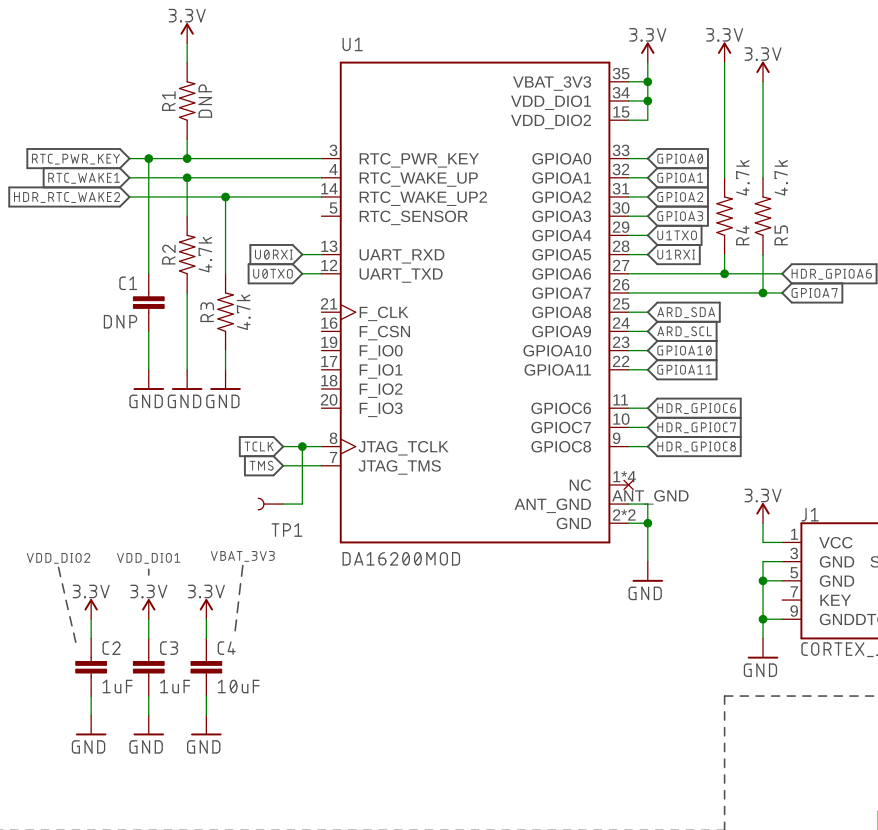 3.3V
R1
DNP
U1
3.3V
3.3V
3.3V
RTC_PWR_KEY
RTC_WAKE1
HDR_RTC_WAKE2
3
4
14
5
RTC_PWR_KEY
RTC_WAKE_UP
RTC_WAKE_UP2
RTC_SENSOR
U0RXI
U0TXO
13
12
UART_RXD
UART_TXD
R2
4.7k
R3
4.7k
C1
DNP
GND
GND
GND
21
16
19
17
18
20
F_CLK
F_CSN
F_IO0
F_IO1
F_IO2
F_IO3
TCLK
TMS
8
7
JTAG_TCLK
JTAG_TMS
TP1
VBAT_3V3
VDD_DIO1
VDD_DIO2
35
34
15
GPIOA0 33 GPIOA0
GPIOA1 32 GPIOA1
GPIOA2 31 GPIOA2
GPIOA3 30 GPIOA3
GPIOA4 29 U1TXO
GPIOA5 28 U1RXI
GPIOA6 27 HDR_GPIOA6
GPIOA7 26 GPIOA7
GPIOA8 25 ARD_SDA
GPIOA9 24 ARD_SCL
GPIOA10 23 GPIOA10
GPIOA11 22 GPIOA11
R4
4.7k
R5
4.7k
GPIOC6 11 HDR_GPIOC6
GPIOC7 10 HDR_GPIOC7
GPIOC8 9 HDR_GPIOC8
NC 1*4
ANT_GND ANT_GND
GND 2*2
GND
DA16200MOD
VDD_DIO2
VDD_DIO1
VBAT_3V3
3.3V
3.3V
3.3V
C2
1uF
C3
1uF
C4
10uF
GND
GND
GND
3.3V
J1
1 VCC
3 GND S
5 GND
7 KEY
9 GNDDT
CORTEX_
GND